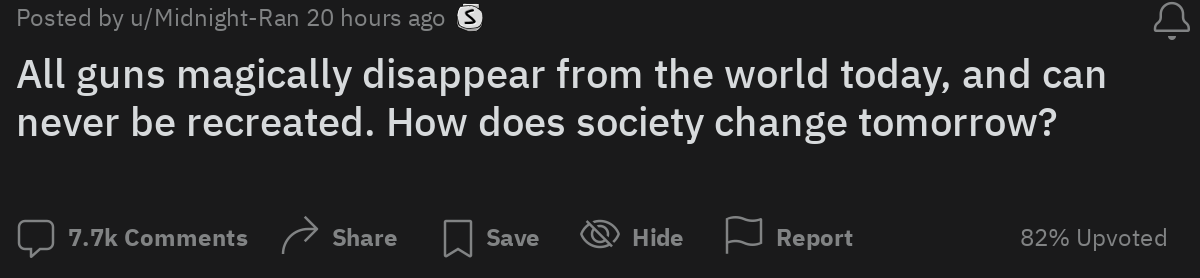 Posted by u/Midnight-Ran 20 hours ago S
All guns magically disappear from the world today, and can
never be recreated. How does society change tomorrow?
7.7k Comments Share Save Hide Report 82% Upvoted